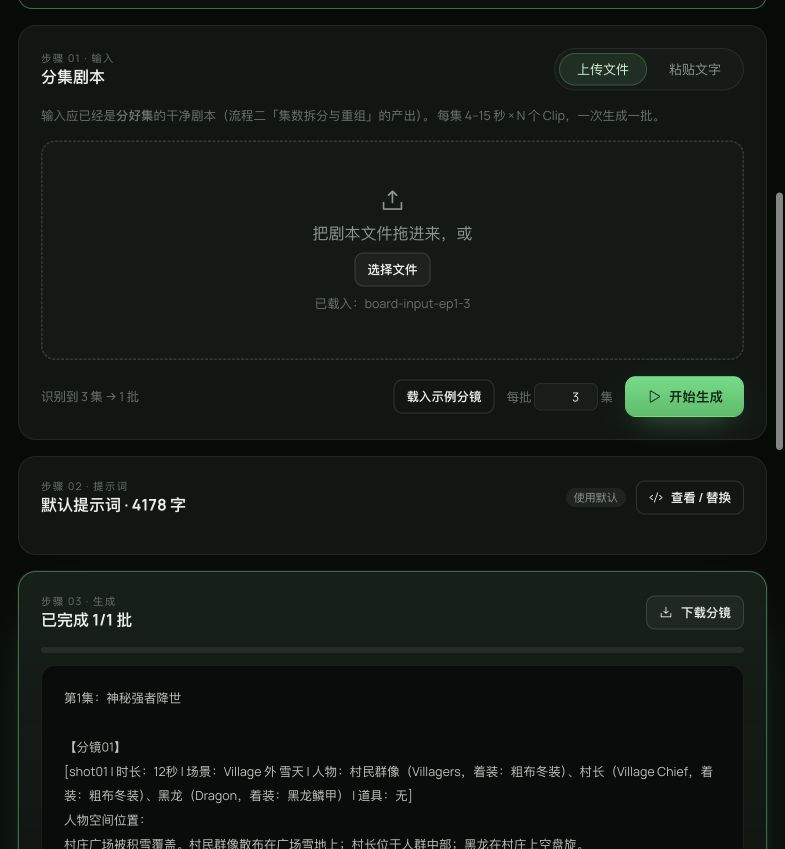 步骤 01 · 输入
分集剧本
上传文件
粘贴文字
输入应已经是分好集的干净剧本（流程二「集数拆分与重组」的产出）。每集 4–15 秒 × N 个 Clip，一次生成一批。
把剧本文件拖进来，或
选择文件
已载入：board-input-ep1-3
识别到 3 集 → 1 批
载入示例分镜
每批 3 集
开始生成
步骤 02 · 提示词
默认提示词 · 4178 字
使用默认
</> 查看 / 替换
步骤 03 · 生成
已完成 1/1 批
下载分镜
第1集：神秘强者降世
【分镜01】
[shot01 | 时长：12秒 | 场景：Village 外 雪天 | 人物：村民群像（Villagers，着装：粗布冬装）、村长（Village Chief，着
装：粗布冬装）、黑龙（Dragon，着装：黑龙鳞甲） | 道具：无]
人物空间位置：
村庄广场被积雪覆盖。村民群像散布在广场雪地上；村长位于人群中部；黑龙在村庄上空盘旋。